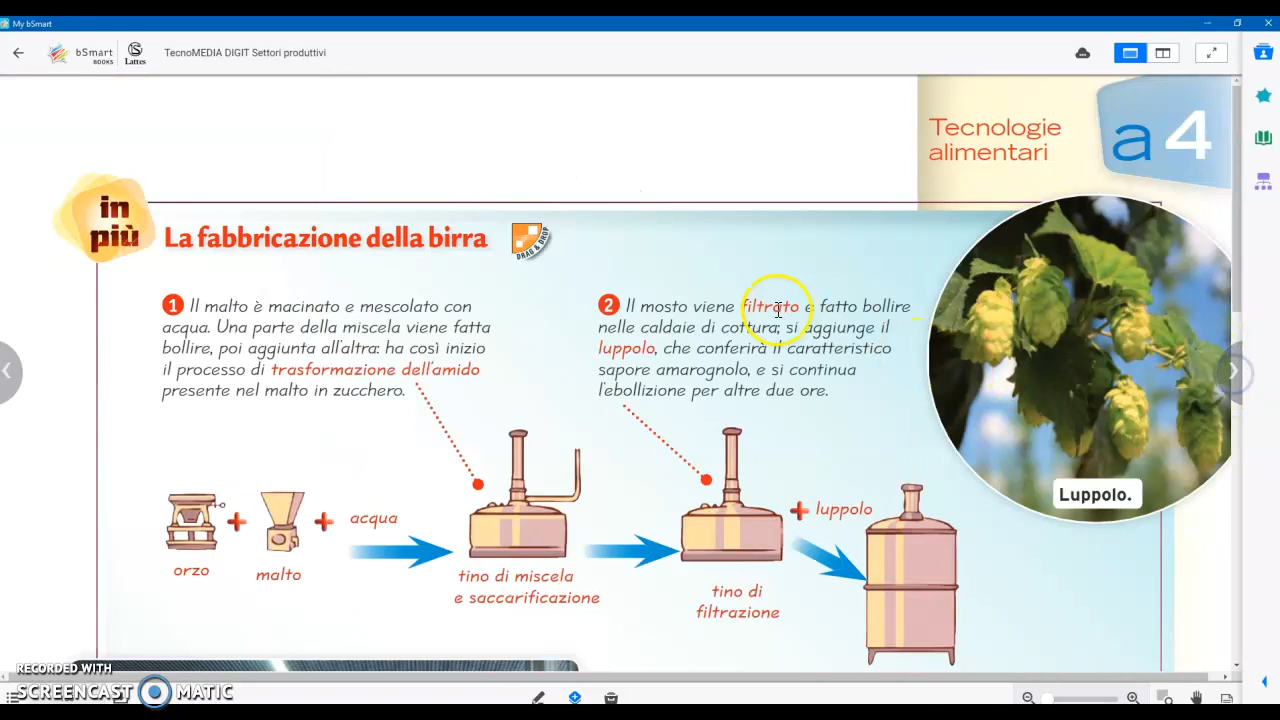 My bSmart
bSmart BOOKS Lattes TecnoMEDIA DIGIT Settori produttivi
Tecnologie
alimentari
a4
in
più
La fabbricazione della birra
DRAG & DROP
1 Il malto è macinato e mescolato con
acqua. Una parte della miscela viene fatta
bollire, poi aggiunta all'altra: ha così inizio
il processo di trasformazione dell'amido
presente nel malto in zucchero.
2 Il mosto viene filtrato e fatto bollire
nelle caldaie di cottura; si aggiunge il
luppolo, che conferirà il caratteristico
sapore amarognolo, e si continua
l'ebollizione per altre due ore.
Luppolo.
orzo
+
malto
+
acqua
tino di miscela
e saccarificazione
tino di
filtrazione
+ luppolo
RECORDED WITH
SCREENCAST MATIC